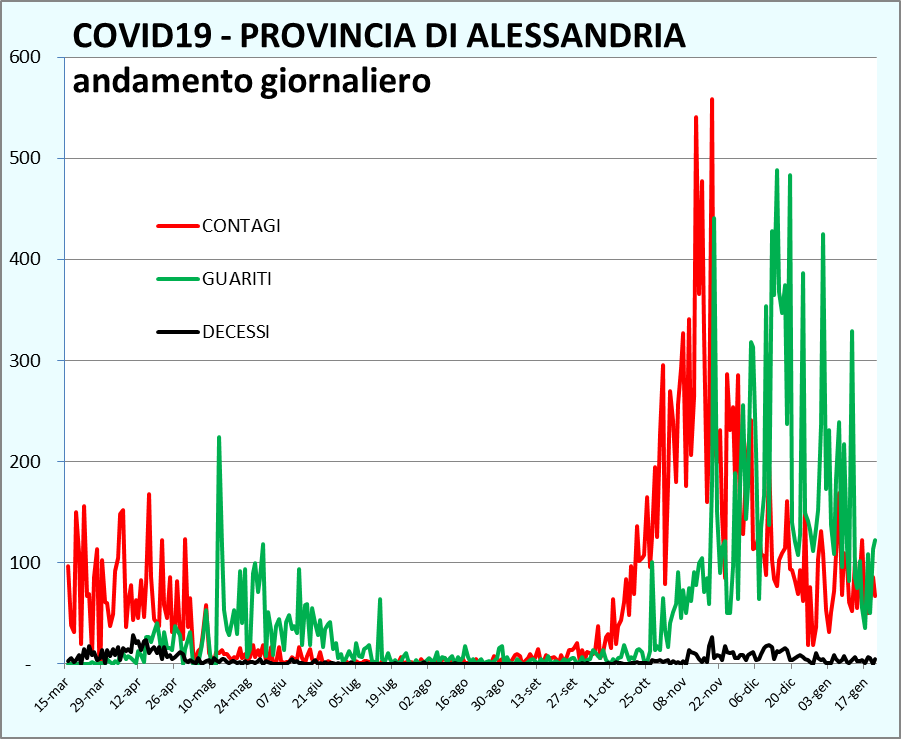 COVID19 - PROVINCIA DI ALESSANDRIA
andamento giornaliero
600
500
400
300
200
100
-
CONTAGI
GUARITI
DECESSI
15-mar
29-mar
12-apr
26-apr
10-mag
24-mag
07-giu
21-giu
05-lug
19-lug
02-ago
16-ago
30-ago
13-set
27-set
11-ott
25-ott
08-nov
22-nov
06-dic
20-dic
03-gen
17-gen